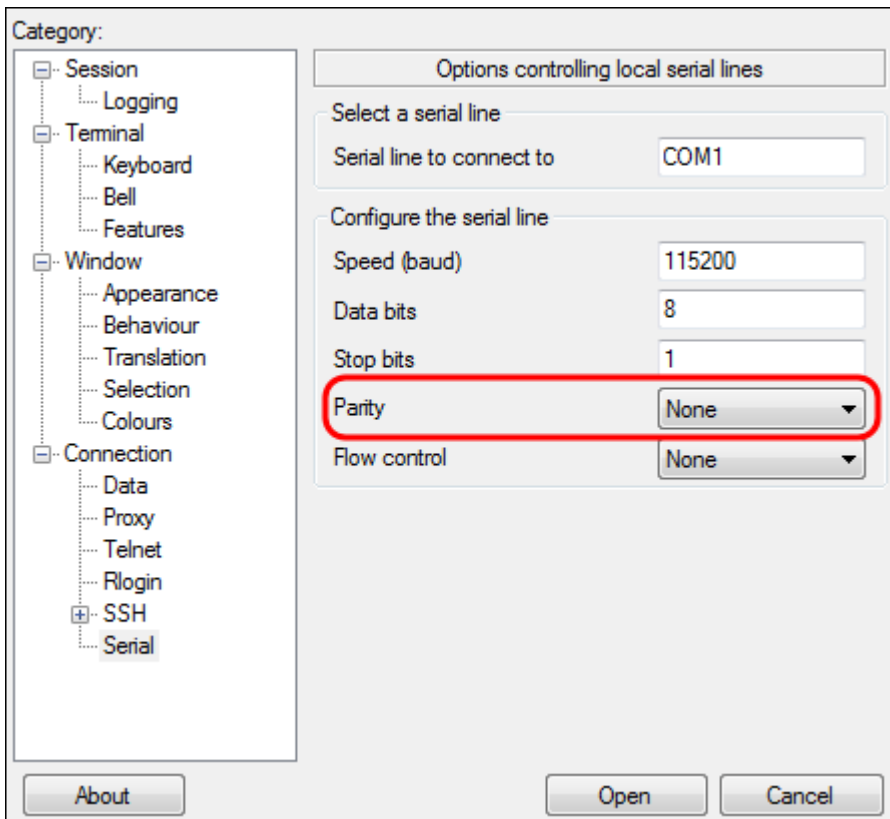 Category:
Session
Logging
Terminal
Keyboard
Bell
Features
Window
Appearance
Behaviour
Translation
Selection
Colours
Connection
Data
Proxy
Telnet
Rlogin
SSH
Serial
Options controlling local serial lines
Select a serial line
Serial line to connect to COM1
Configure the serial line
Speed (baud) 115200
Data bits 8
Stop bits 1
Parity None
Flow control None
About Open Cancel